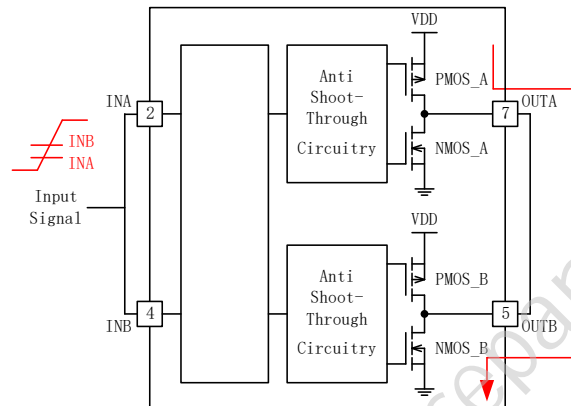 VDD
Anti
Shoot-
Through
Circuitry
PMOS_A
INA
2
7
OUTA
INB
INA
NMOS_A
Input
Signal
VDD
Anti
Shoot-
Through
Circuitry
PMOS_B
4
5
INB
OUTB
NMOS_B